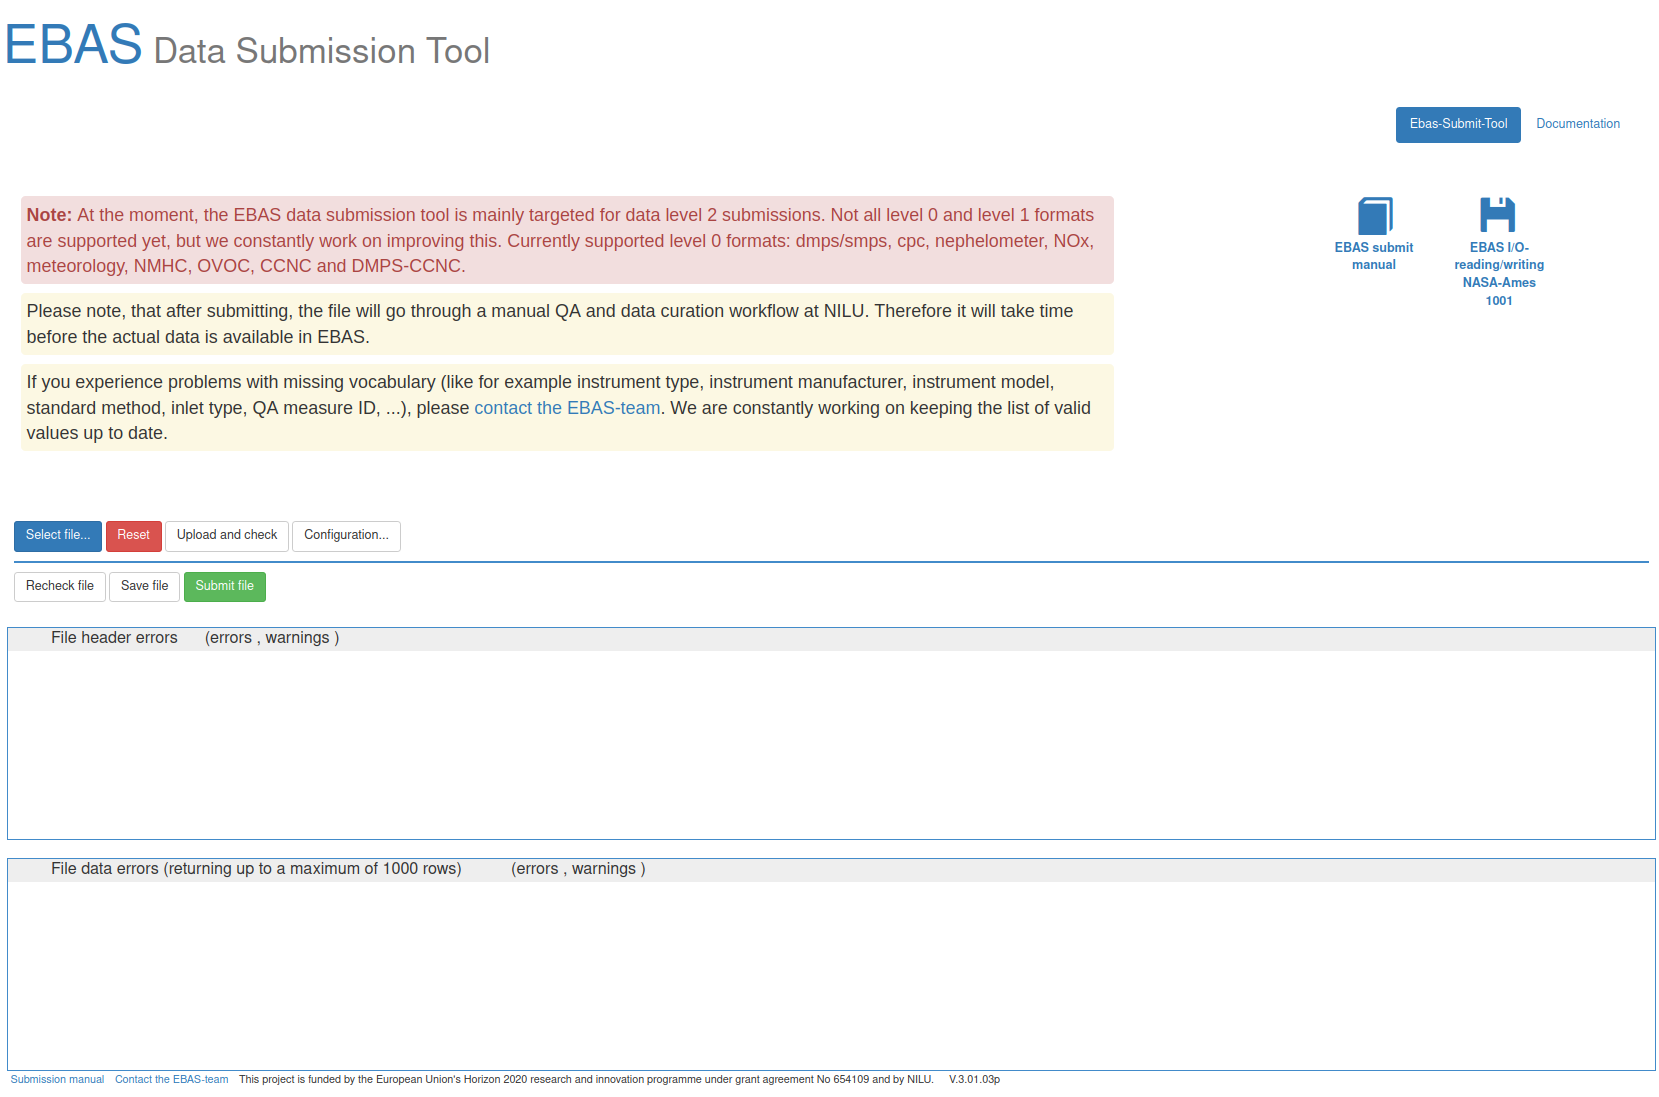 EBAS Data Submission Tool
Ebas-Submit-Tool Documentation
Note: At the moment, the EBAS data submission tool is mainly targeted for data level 2 submissions. Not all level 0 and level 1 formats
are supported yet, but we constantly work on improving this. Currently supported level 0 formats: dmps/smps, cpc, nephelometer, NOx,
meteorology, NMHC, OVOC, CCNC and DMPS-CCNC.
Please note, that after submitting, the file will go through a manual QA and data curation workflow at NILU. Therefore it will take time
before the actual data is available in EBAS.
If you experience problems with missing vocabulary (like for example instrument type, instrument manufacturer, instrument model,
standard method, inlet type, QA measure ID, ...), please contact the EBAS-team. We are constantly working on keeping the list of valid
values up to date.
EBAS submit
manual
EBAS I/O-
reading/writing
NASA-Ames
1001
Select file... Reset Upload and check Configuration...
Recheck file Save file Submit file
File header errors (errors , warnings )
File data errors (returning up to a maximum of 1000 rows) (errors , warnings )
Submission manual Contact the EBAS-team This project is funded by the European Union's Horizon 2020 research and innovation programme under grant agreement No 654109 and by NILU. V.3.01.03p